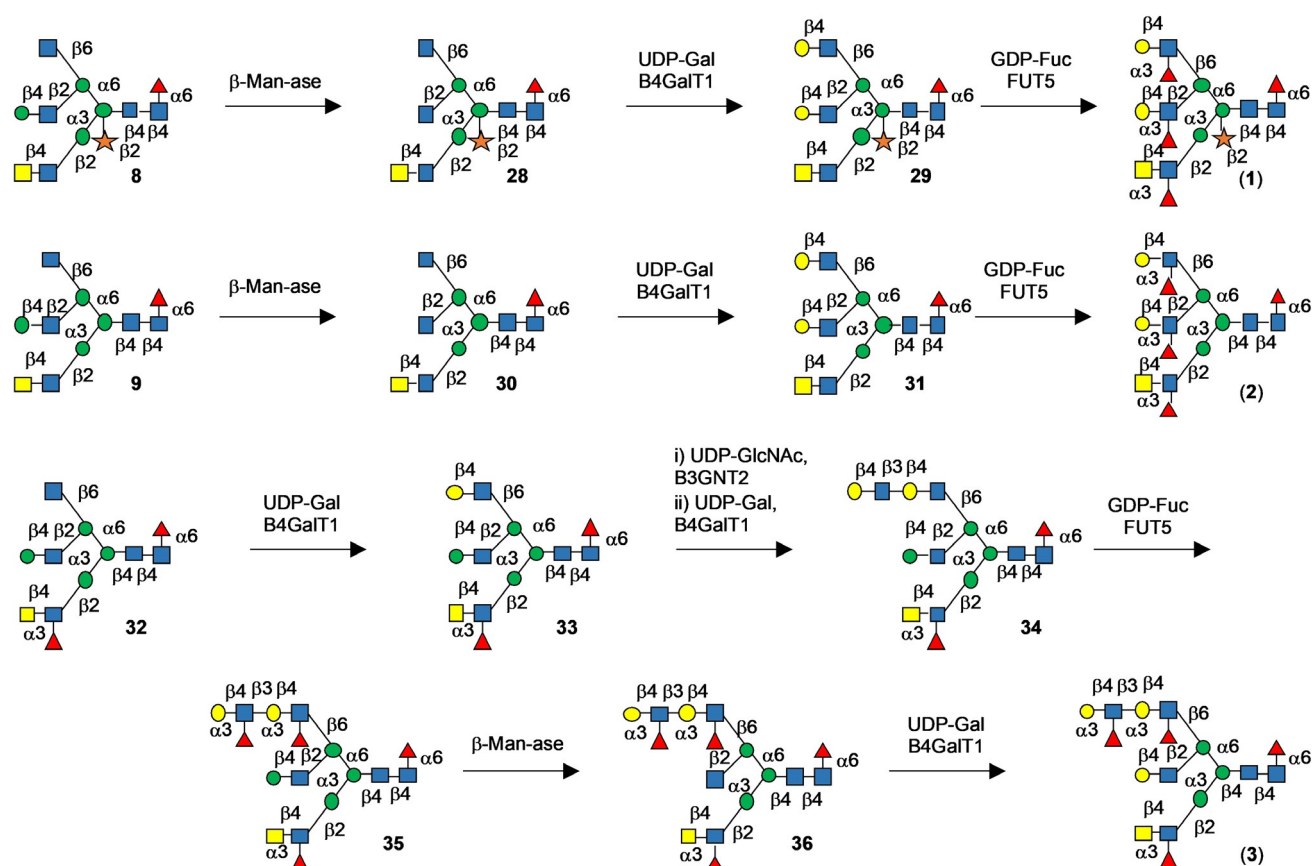 β6
β4 β2 α6 α6
α3
β4 β4
β4 β2
β2
8
β-Man-ase
β6
β2 α6 α6
α3
β4 β4
β4 β2
β2
28
UDP-Gal
B4GalT1
β4
β6
β4
β2 α6 α6
α3
β4 β4
β4 β2
β2
29
GDP-Fuc
FUT5
β4
β6
α3
β4 β2 α6 α6
α3 α3
β4 β4
β4
β2 β2
α3
(1)
β6
β4 β2 α6 α6
α3
β4 β4
β4
β2
9
β-Man-ase
β6
β2 α6 α6
α3
β4 β4
β4
β2
30
UDP-Gal
B4GalT1
β4
β6
β4
β2 α6 α6
α3
β4 β4
β4
β2
31
GDP-Fuc
FUT5
β4
β6
α3
β4 β2 α6 α6
α3 α3
β4 β4
β4
β2
α3
(2)
β6
β4 β2 α6 α6
α3
β4 β4
β4
β2
α3
32
UDP-Gal
B4GalT1
β4
β6
β4 β2 α6 α6
α3
β4 β4
β4
β2
α3
33
i) UDP-GlcNAc,
B3GNT2
ii) UDP-Gal,
B4GalT1
β4 β3 β4
β6
β4 β2 α6 α6
α3
β4 β4
β4
β2
α3
34
GDP-Fuc
FUT5
β4 β3 β4
α3 α3 β6
β4 β2 α6 α6
α3
β4 β4
β4
β2
α3
35
β-Man-ase
β4 β3 β4
α3 α3 β6
β2 α6 α6
α3
β4 β4
β4
β2
α3
36
UDP-Gal
B4GalT1
β4 β3 β4
α3 α3 β6
β4 β2 α6 α6
α3
β4 β4
β4
β2
α3
(3)